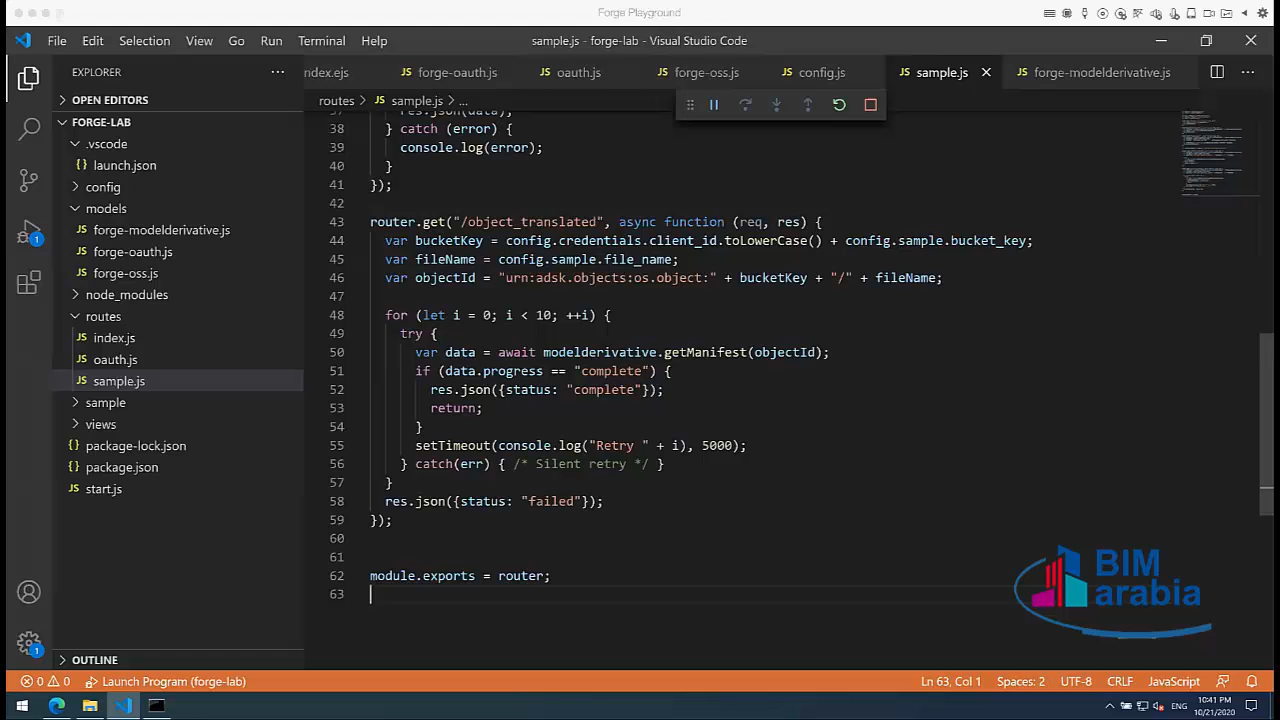 Forge Playground
File Edit Selection View Go Run Terminal Help
sample.js - forge-lab - Visual Studio Code
EXPLORER
ndex.ejs
forge-oauth.js
oauth.js
forge-oss.js
config.js
sample.js
forge-modelderivative.js
OPEN EDITORS
FORGE-LAB
.vscode
launch.json
config
models
forge-modelderivative.js
forge-oauth.js
forge-oss.js
node_modules
routes
index.js
oauth.js
sample.js
sample
views
package-lock.json
package.json
start.js
OUTLINE
routes > sample.js > ...
37 res.json(data);
38 } catch (error) {
39 console.log(error);
40 }
41 });
42
43 router.get("/object_translated", async function (req, res) {
44 var bucketKey = config.credentials.client_id.toLowerCase() + config.sample.bucket_key;
45 var fileName = config.sample.file_name;
46 var objectId = "urn:adsk.objects:os.object:" + bucketKey + "/" + fileName;
47
48 for (let i = 0; i < 10; ++i) {
49 try {
50 var data = await modelderivative.getManifest(objectId);
51 if (data.progress == "complete") {
52 res.json({status: "complete"});
53 return;
54 }
55 setTimeout(console.log("Retry " + i), 5000);
56 } catch(err) { /* Silent retry */ }
57 }
58 res.json({status: "failed"});
59 });
60
61
62 module.exports = router;
63
BIM
arabia
1
1
0 0 Launch Program (forge-lab)
Ln 63, Col 1 Spaces: 2 UTF-8 CRLF JavaScript
ENG
10:41 PM
10/21/2020